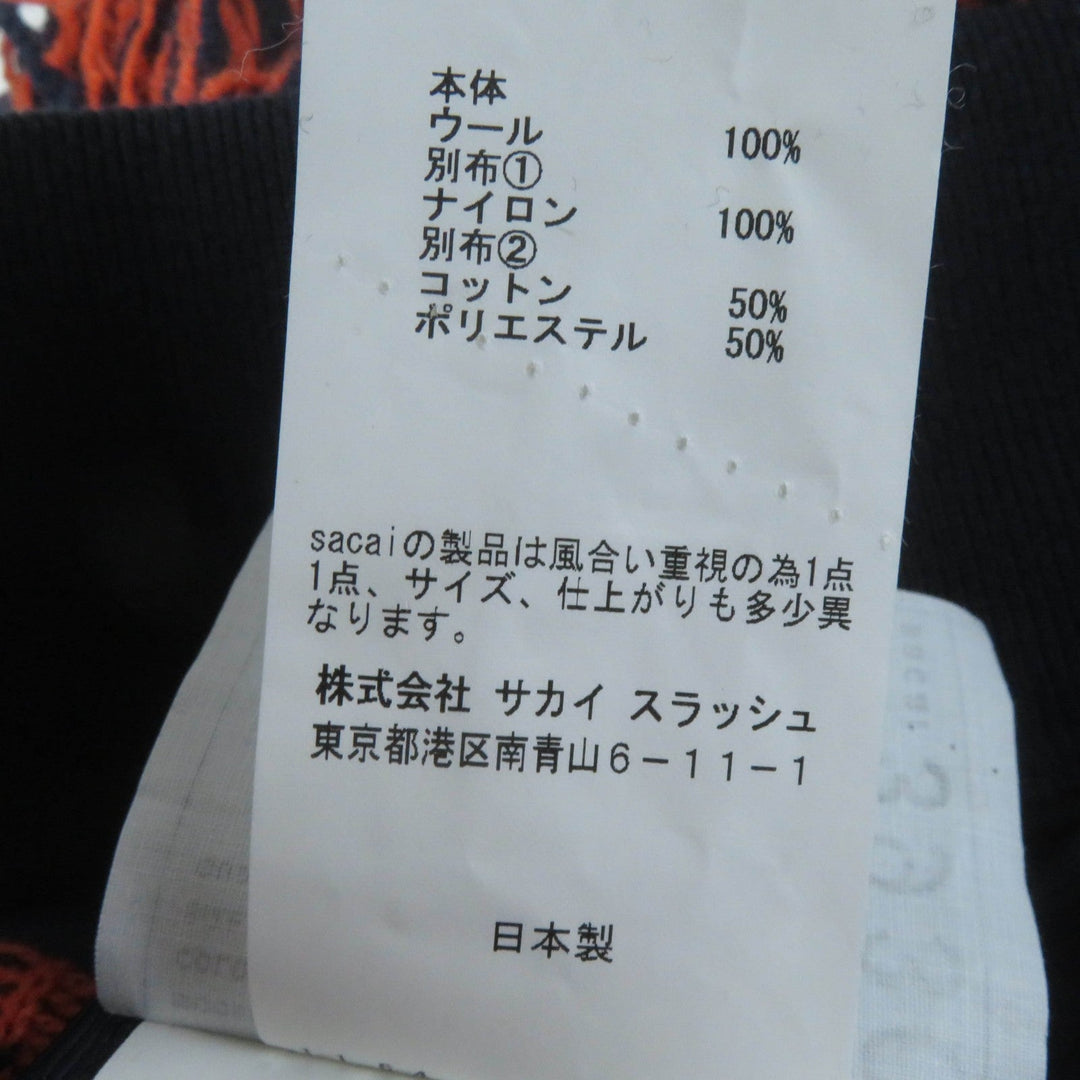 本体
ウール 100%
別布①
ナイロン 100%
別布②
コットン 50%
ポリエステル 50%
sacaiの製品は風合い重視の為1点
1点、サイズ、仕上がりも多少異
なります。
株式会社 サカイ スラッシュ
東京都港区南青山6－11－1
日本製